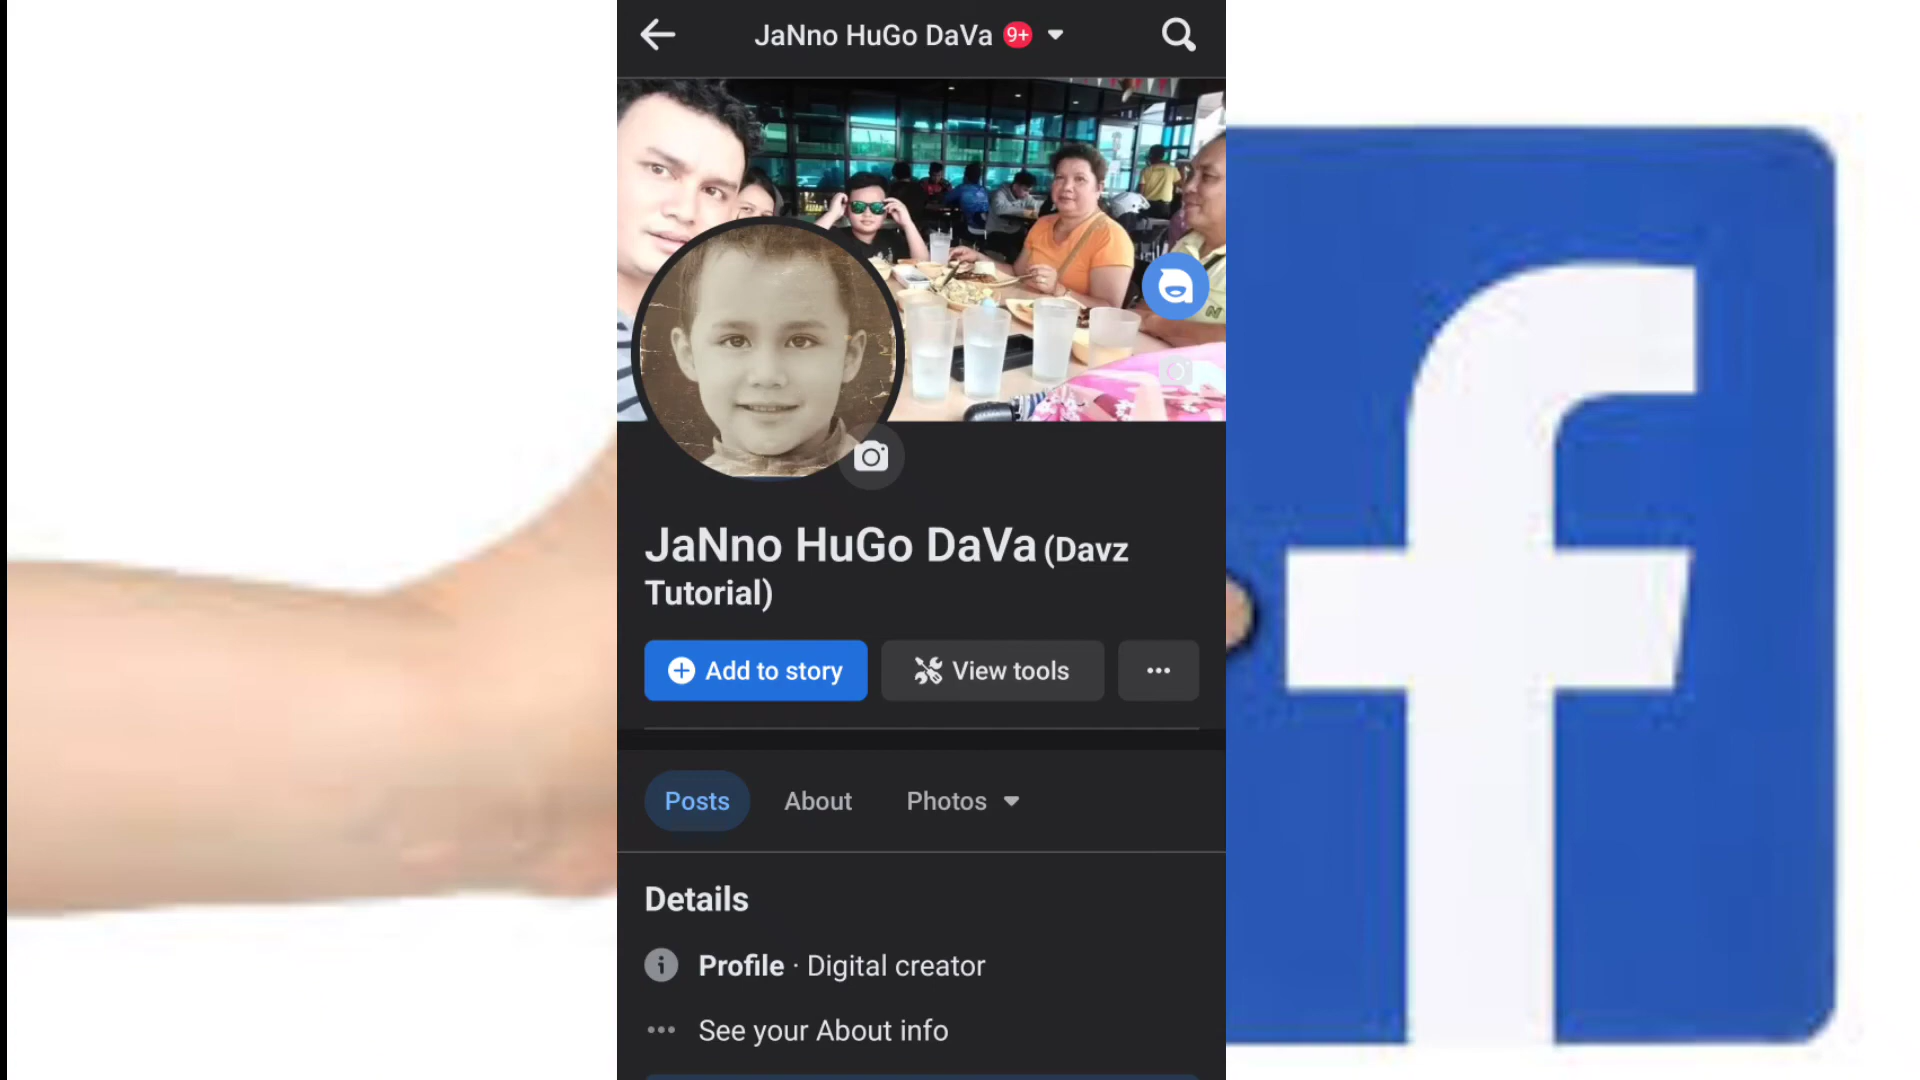 JaNno HuGo DaVa 9+
JaNno HuGo DaVa (Davz
Tutorial)
Add to story
View tools
Posts
About
Photos
Details
Profile · Digital creator
See your About info
f